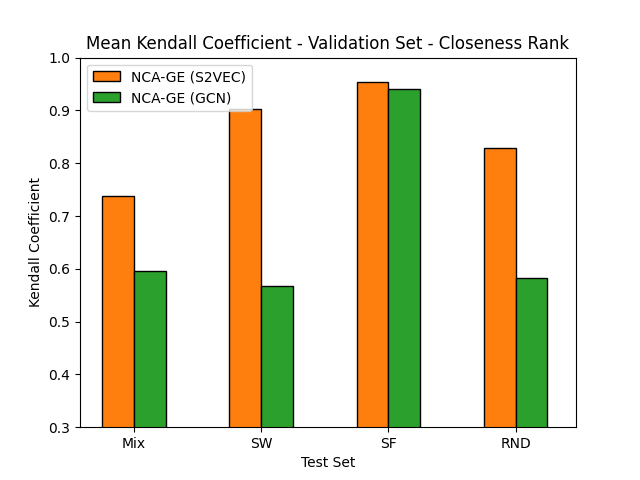 Mean Kendall Coefficient - Validation Set - Closeness Rank
NCA-GE (S2VEC)
NCA-GE (GCN)
Kendall Coefficient
1.0
0.9
0.8
0.7
0.6
0.5
0.4
0.3
Mix SW SF RND
Test Set